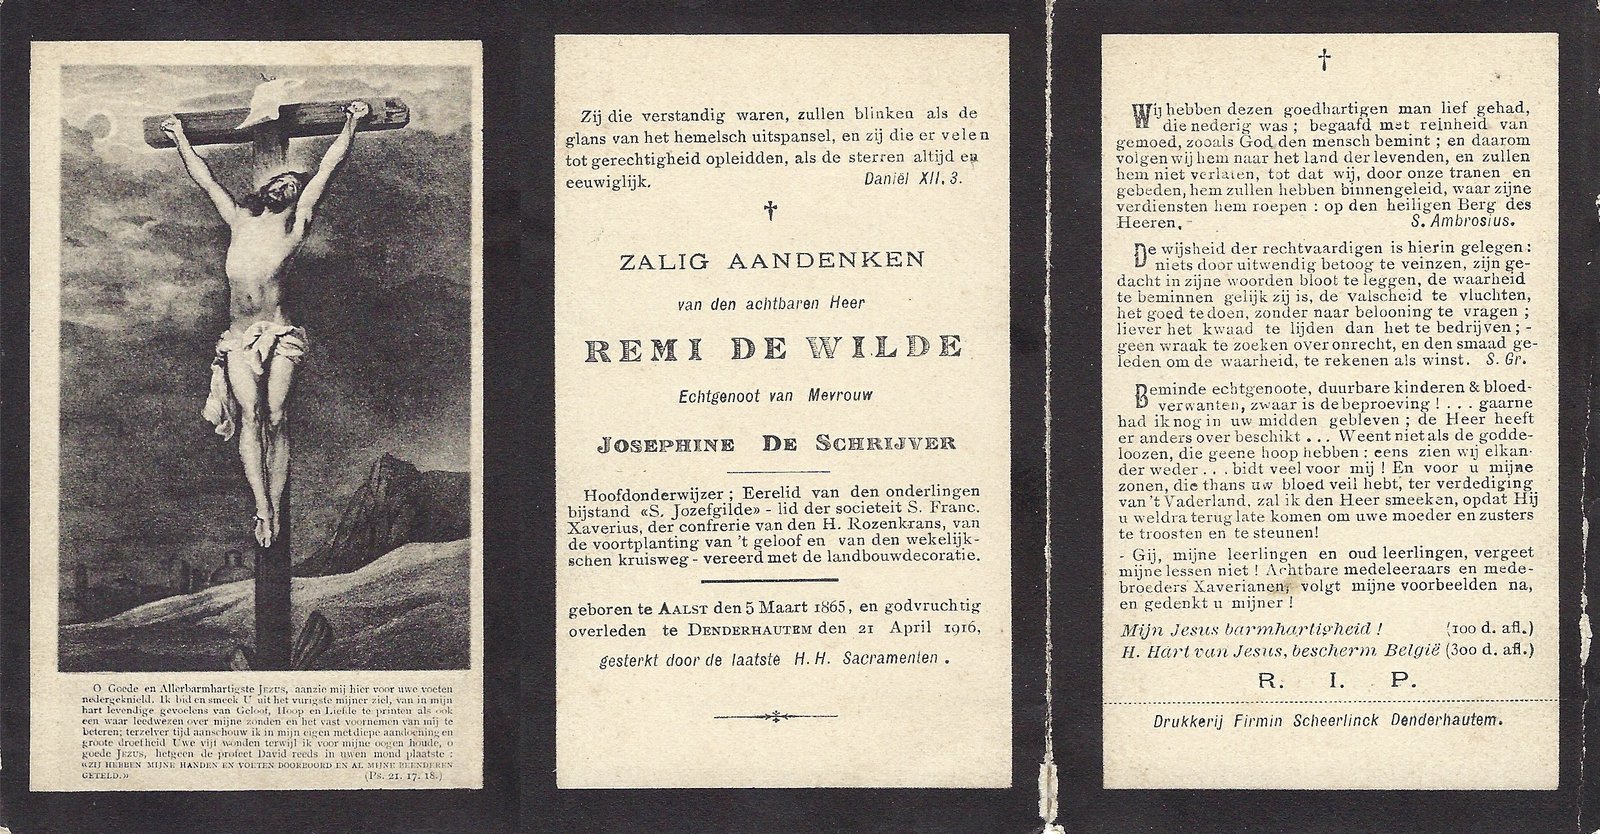 O Goede en Allerbarmhartigste JEZUS, aanzie mij hier voor uwe voeten
nedergeknield. Ik bid en smeek U uit het vurigste mijner ziel, van in mijn
hart levendige gevoelens van Geloof, Hoop en Liefde te printen als ook
een waar leedwezen over mijne zonden en het vast voornemen van mij te
beteren; terzelver tijd aanschouw ik in mijn eigen met diepe aandoening en
groote droefheid Uwe vijt wonden terwijl ik voor mijne oogen houde, o
goede JEZUS, hetgeen de profeet David reeds in uwen mond plaatste :
«ZIJ HEBBEN MIJNE HANDEN EN VOETEN DOORBOORD EN AL MIJNE BEENDEREN
GETELD.» (Ps. 21. 17. 18.)
Zij die verstandig waren, zullen blinken als de
glans van het hemelsch uitspansel, en zij die er velen
tot gerechtigheid opleidden, als de sterren altijd en
eeuwiglijk. Daniël XII. 3.
†
ZALIG AANDENKEN
van den achtbaren Heer
REMI DE WILDE
Echtgenoot van Mevrouw
JOSEPHINE DE SCHRIJVER
Hoofdonderwijzer ; Eerelid van den onderlingen
bijstand «S. Jozefgilde» - lid der societeit S. Franc.
Xaverius, der confrerie van den H. Rozenkrans, van
de voortplanting van 't geloof en van den wekelijk-
schen kruisweg - vereerd met de landbouwdecoratie.
geboren te AALST den 5 Maart 1865, en godvruchtig
overleden te DENDERHAUTEM den 21 April 1916,
gesterkt door de laatste H. H. Sacramenten .
†
Wij hebben dezen goedhartigen man lief gehad,
die nederig was ; begaafd met reinheid van
gemoed, zooals God den mensch bemint ; en daarom
volgen wij hem naar het land der levenden, en zullen
hem niet verlaten, tot dat wij, door onze tranen en
gebeden, hem zullen hebben binnengeleid, waar zijne
verdiensten hem roepen : op den heiligen Berg des
Heeren, - S. Ambrosius.
De wijsheid der rechtvaardigen is hierin gelegen :
niets door uitwendig betoog te veinzen, zijn ge-
dacht in zijne woorden bloot te leggen, de waarheid
te beminnen gelijk zij is, de valscheid te vluchten,
het goed te doen, zonder naar belooning te vragen ;
liever het kwaad te lijden dan het te bedrijven ; -
geen wraak te zoeken over onrecht, en den smaad ge-
leden om de waarheid, te rekenen als winst. S. Gr.
Beminde echtgenoote, duurbare kinderen & bloed-
verwanten, zwaar is de beproeving ! . . . gaarne
had ik nog in uw midden gebleven ; de Heer heeft
er anders over beschikt . . . Weent niet als de godde-
loozen, die geene hoop hebben : eens zien wij elkan-
der weder . . . bidt veel voor mij ! En voor u mijne
zonen, die thans uw bloed veil hebt, ter verdediging
van 't Vaderland, zal ik den Heer smeeken, opdat Hij
u weldra terug late komen om uwe moeder en zusters
te troosten en te steunen!
- Gij, mijne leerlingen en oud leerlingen, vergeet
mijne lessen niet ! Achtbare medeleeraars en mede-
broeders Xaverianen, volgt mijne voorbeelden na,
en gedenkt u mijner !
Mijn Jesus barmhartigheid ! (100 d. afl.)
H. Hart van Jesus, bescherm België (300 d. afl.)
R. I. P.
Drukkerij Firmin Scheerlinck Denderhautem.